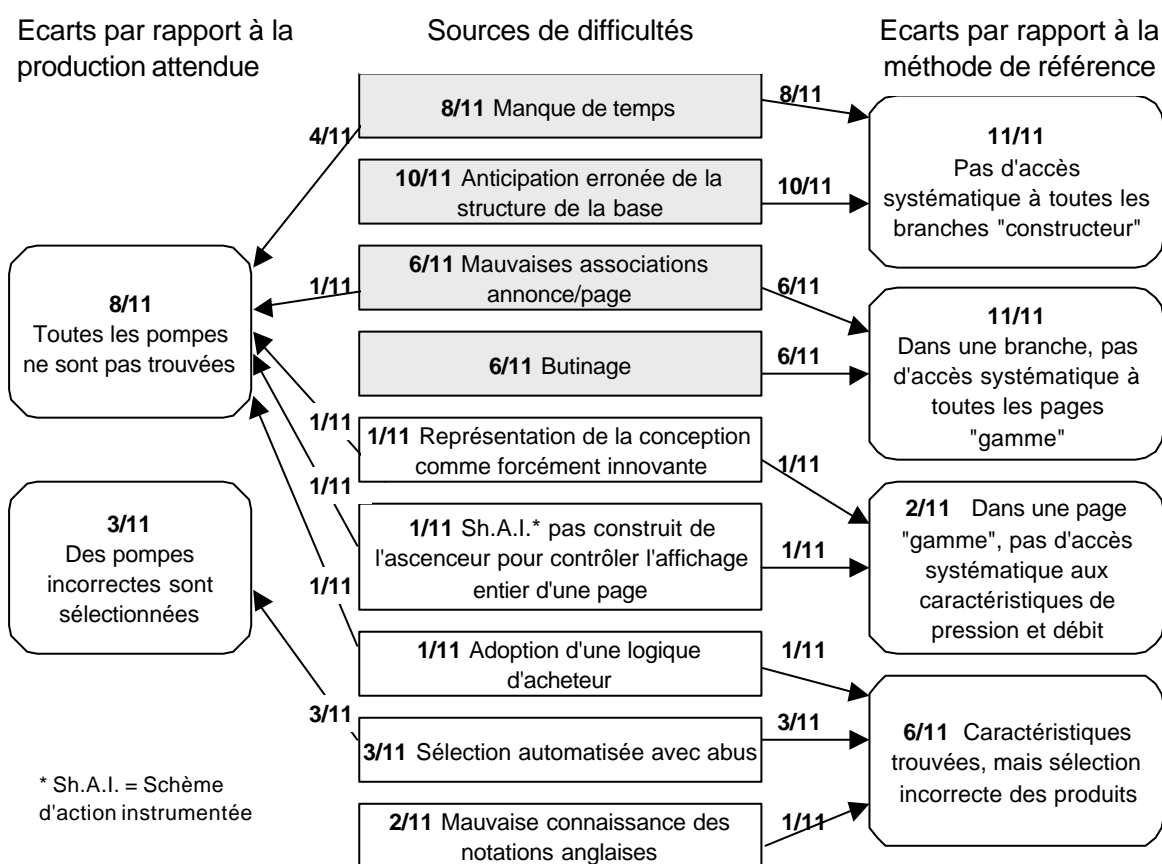 Ecarts par rapport à la
production attendue
Sources de difficultés
Ecarts par rapport à la
méthode de référence
8/11 Manque de temps
10/11 Anticipation erronée de la
structure de la base
6/11 Mauvaises associations
annonce/page
6/11 Butinage
1/11 Représentation de la conception
comme forcément innovante
1/11 Sh.A.I.* pas construit de
l'ascenceur pour contrôler l'affichage
entier d'une page
1/11 Adoption d'une logique
d'acheteur
3/11 Sélection automatisée avec abus
2/11 Mauvaise connaissance des
notations anglaises
8/11
Toutes les pompes
ne sont pas trouvées
3/11
Des pompes
incorrectes sont
sélectionnées
4/11
1/11
1/11
1/11
1/11
3/11
8/11
10/11
6/11
6/11
1/11
1/11
1/11
3/11
1/11
11/11
Pas d'accès
systématique à toutes les
branches "constructeur"
11/11
Dans une branche, pas
d'accès systématique à
toutes les pages
"gamme"
2/11 Dans une page
"gamme", pas d'accès
systématique aux
caractéristiques de
pression et débit
6/11 Caractéristiques
trouvées, mais sélection
incorrecte des produits
* Sh.A.I. = Schème
d'action instrumentée